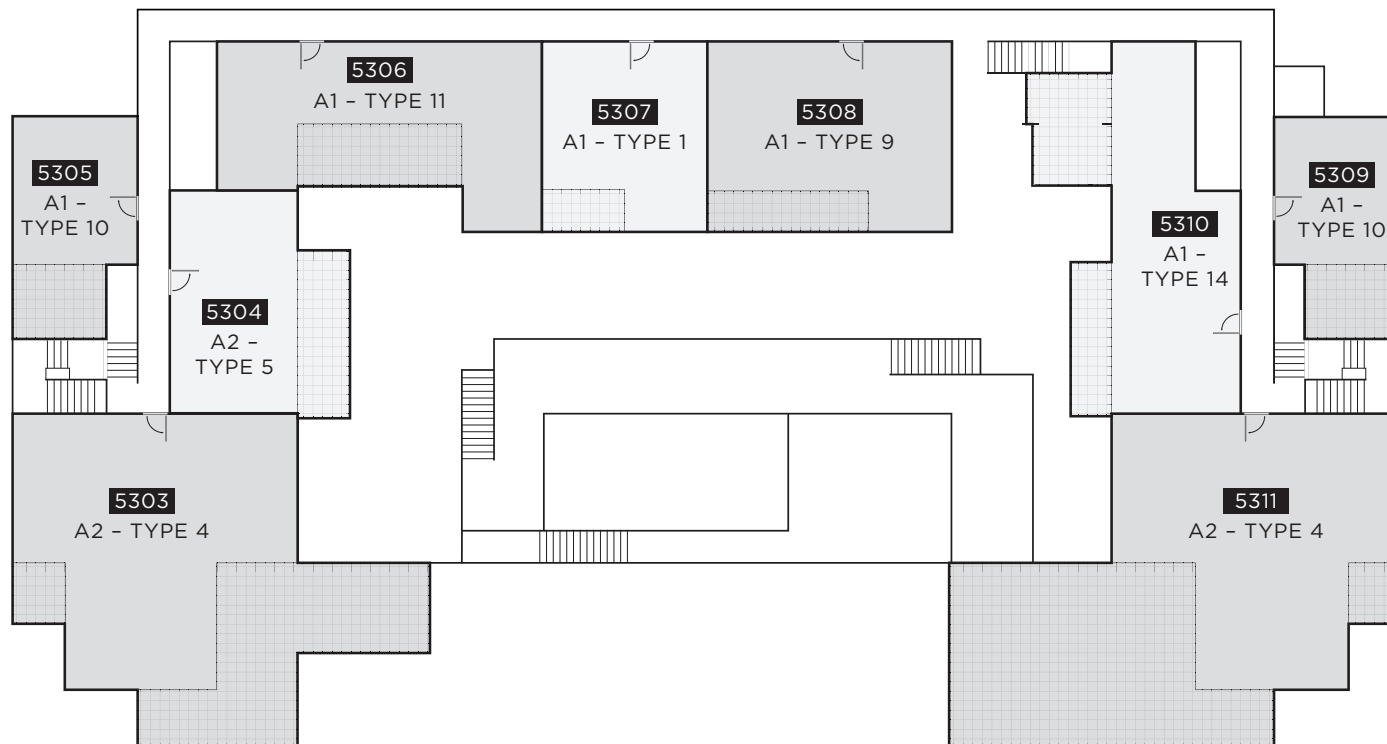 5306
A1 – TYPE 11
5307
A1 – TYPE 1
5308
A1 – TYPE 9
5305
A1 –
TYPE 10
5304
A2 –
TYPE 5
5309
A1 –
TYPE 10
5310
A1 –
TYPE 14
5303
A2 – TYPE 4
5311
A2 – TYPE 4